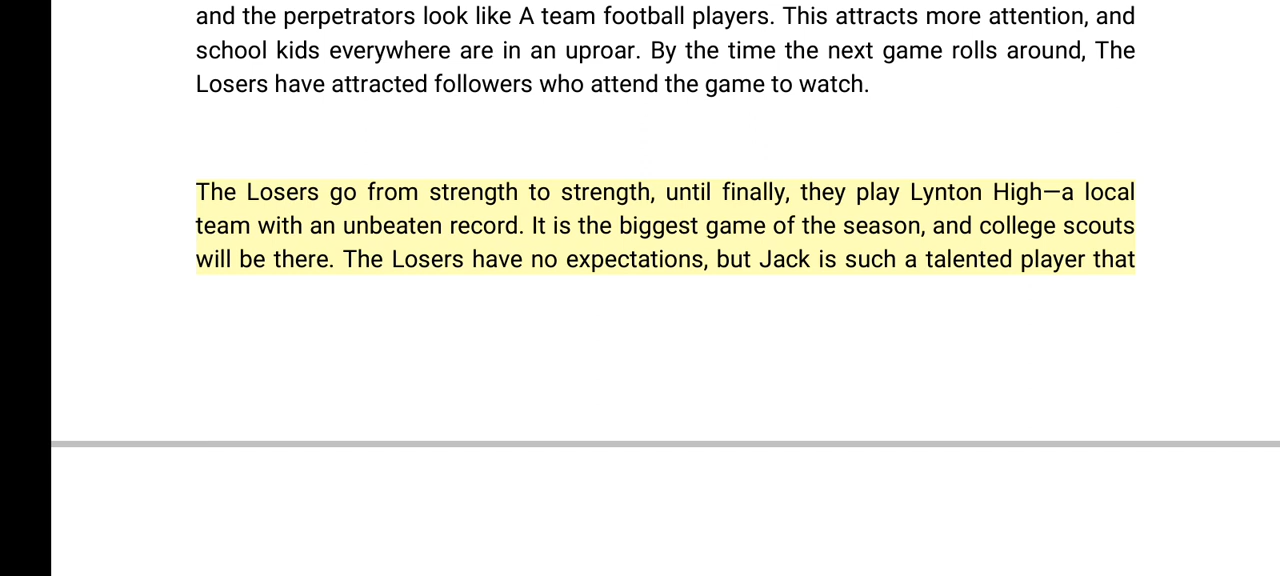 and the perpetrators look like A team football players. This attracts more attention, and
school kids everywhere are in an uproar. By the time the next game rolls around, The
Losers have attracted followers who attend the game to watch.
The Losers go from strength to strength, until finally, they play Lynton High—a local
team with an unbeaten record. It is the biggest game of the season, and college scouts
will be there. The Losers have no expectations, but Jack is such a talented player that